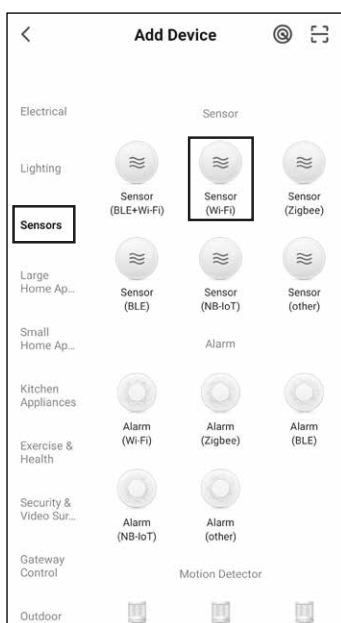 Add Device
Electrical
Lighting
Sensors
Large
Home Ap...
Small
Home Ap...
Kitchen
Appliances
Exercise &
Health
Security &
Video Sur...
Gateway
Control
Outdoor
Sensor
Sensor
(BLE+Wi-Fi)
Sensor
(Wi-Fi)
Sensor
(Zigbee)
Sensor
(BLE)
Sensor
(NB-IoT)
Sensor
(other)
Alarm
Alarm
(Wi-Fi)
Alarm
(Zigbee)
Alarm
(BLE)
Alarm
(NB-IoT)
Alarm
(other)
Motion Detector